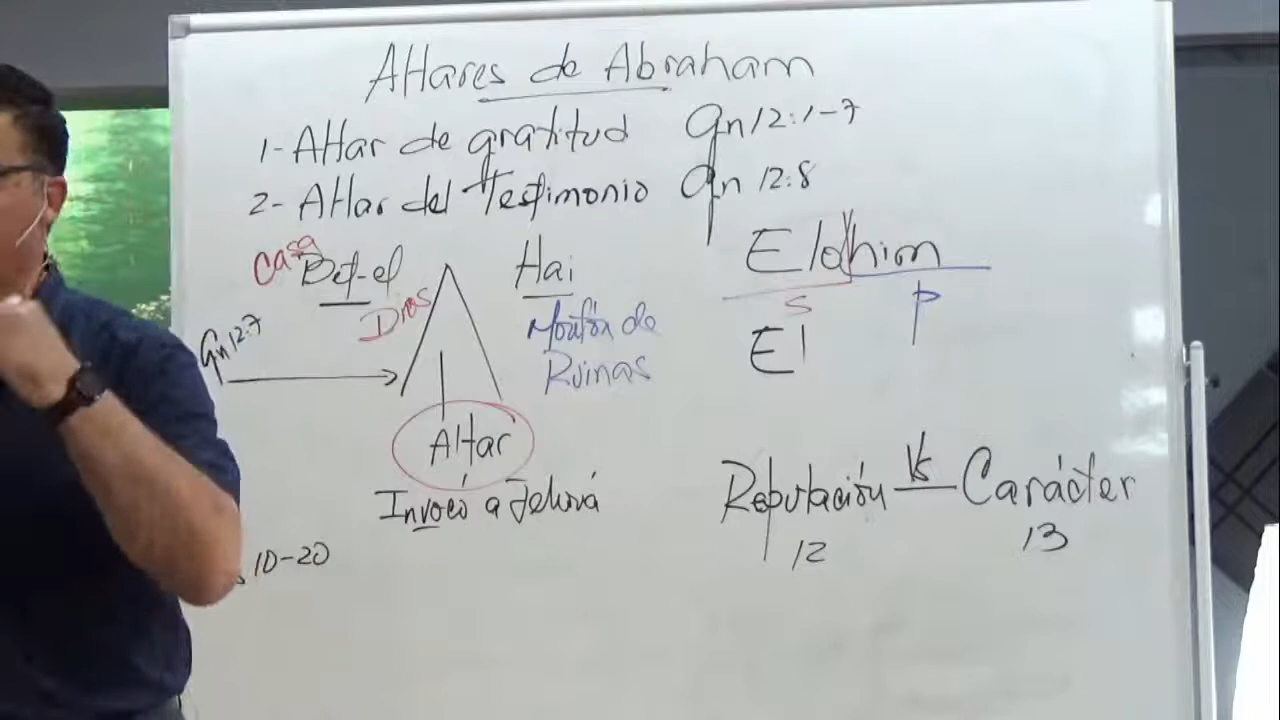 Altares de Abraham
1- Altar de gratitud Gn 12:1-7
2- Altar del Testimonio Gn 12:8
Casa
Bet-el
Dios
Hai
Montón de
Ruinas
Elohim
S P
El
Gn 12:7
Altar
Invocó a Jehová
Reputación Vs Carácter
12 13
10-20